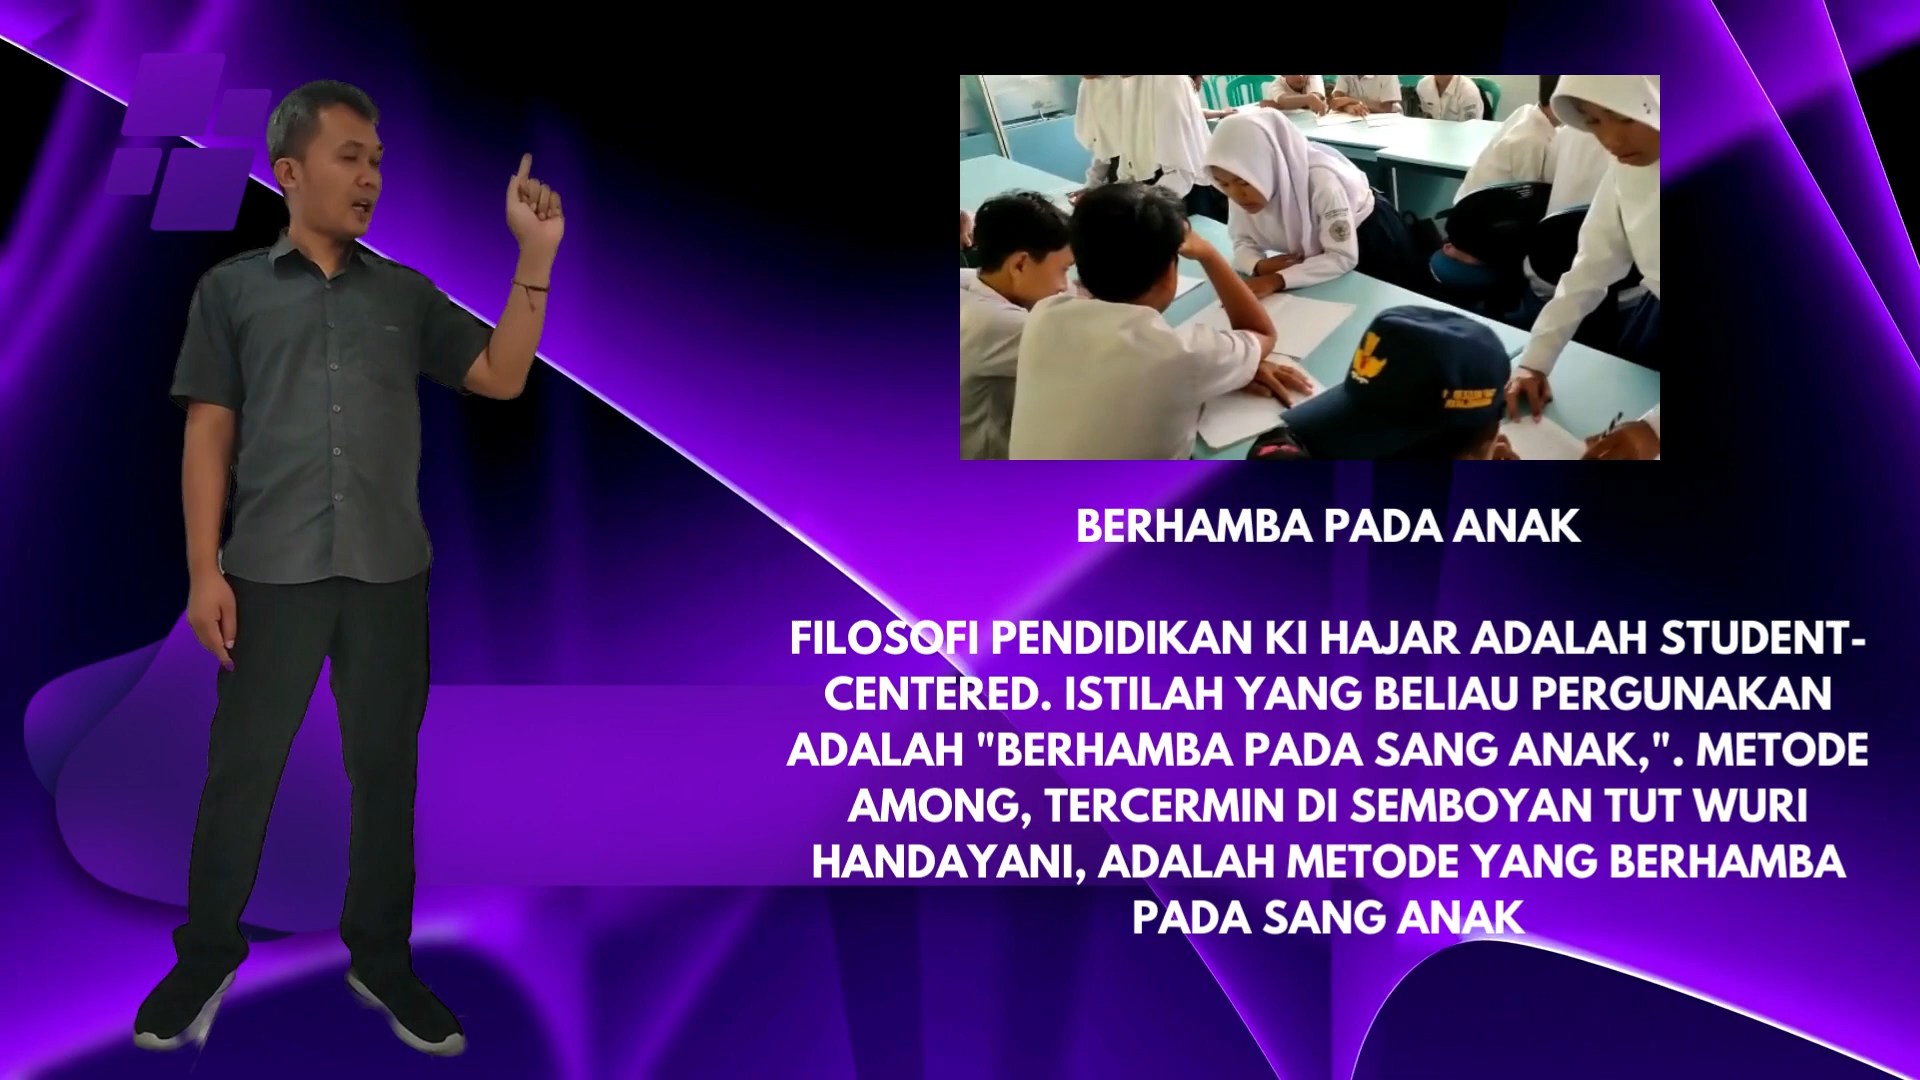 BERHAMBA PADA ANAK
FILOSOFI PENDIDIKAN KI HAJAR ADALAH STUDENT-
CENTERED. ISTILAH YANG BELIAU PERGUNAKAN
ADALAH "BERHAMBA PADA SANG ANAK,". METODE
AMONG, TERCERMIN DI SEMBOYAN TUT WURI
HANDAYANI, ADALAH METODE YANG BERHAMBA
PADA SANG ANAK